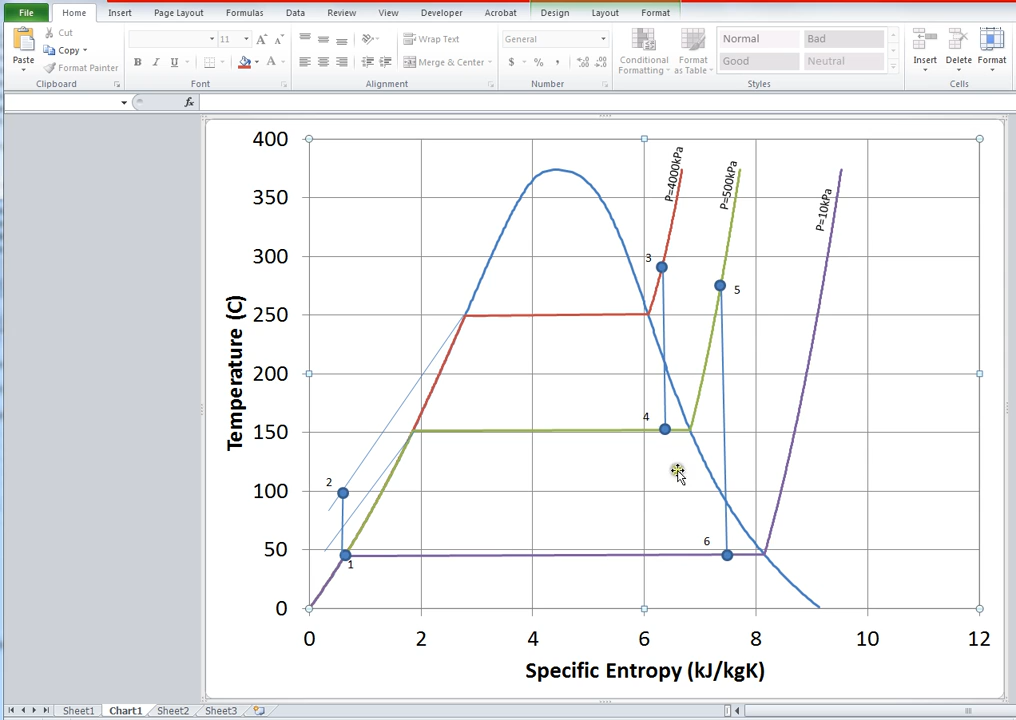 File Home Insert Page Layout Formulas Data Review View Developer Acrobat Design Layout Format
Paste
Cut
Copy
Format Painter
Clipboard
11
A A
B I U
A
Font
Wrap Text
Merge & Center
Alignment
General
$ % ,
Number
Conditional
Formatting
Format
as Table
Normal Bad
Good Neutral
Styles
Insert Delete Format
Cells
fx
400
350
300
250
200
150
100
50
0
Temperature (C)
P=4000kPa
P=500kPa
P=10kPa
3
5
4
2
6
1
0 2 4 6 8 10 12
Specific Entropy (kJ/kgK)
Sheet1 Chart1 Sheet2 Sheet3